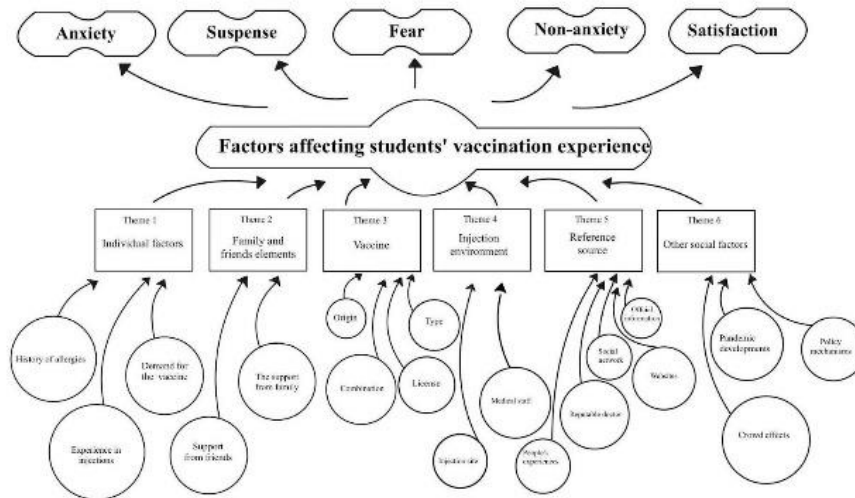 Anxiety
Suspense
Fear
Non-anxiety
Satisfaction
Factors affecting students' vaccination experience
Theme 1
Individual factors
Theme 2
Family and
friends elements
Theme 3
Vaccine
Theme 4
Injection
environment
Theme 5
Reference
source
Theme 6
Other social factors
History of allergies
Experience in
injections
Demand for
the vaccine
Support
from friends
The support
from family
Origin
Combination
License
Type
Injection site
Medical staff
People's
experiences
Reputable doctor
Social
network
Official
information
Websites
Pandemic
developments
Crowd effects
Policy
mechanisms